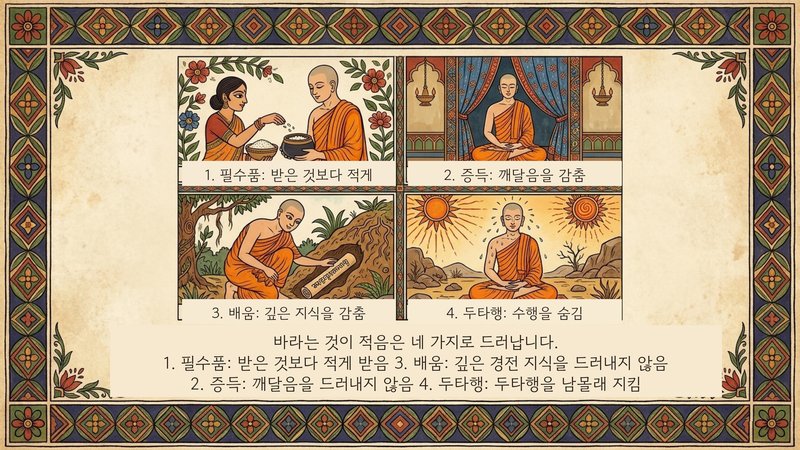 1. 필수품: 받은 것보다 적게
2. 증득: 깨달음을 감춤
3. 배움: 깊은 지식을 감춤
4. 두타행: 수행을 숨김
바라는 것이 적음은 네 가지로 드러납니다.
1. 필수품: 받은 것보다 적게 받음 3. 배움: 깊은 경전 지식을 드러내지 않음
2. 증득: 깨달음을 드러내지 않음 4. 두타행: 두타행을 남몰래 지킴